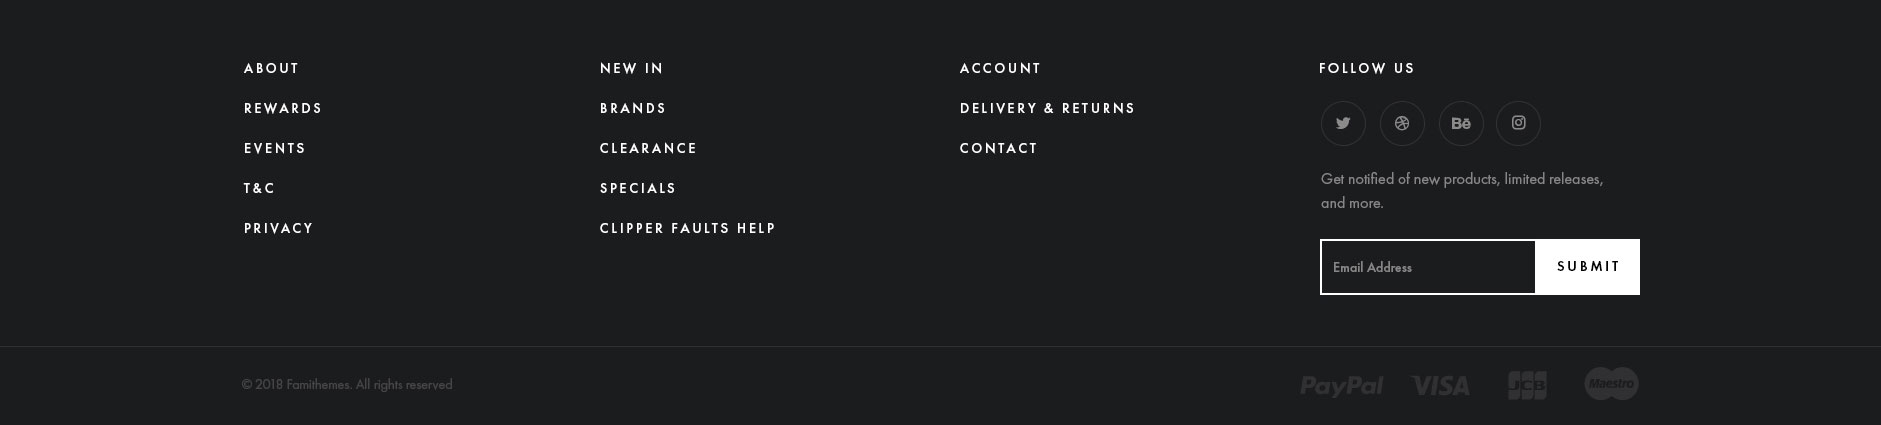 ABOUT
REWARDS
EVENTS
T&C
PRIVACY
NEW IN
BRANDS
CLEARANCE
SPECIALS
CLIPPER FAULTS HELP
ACCOUNT
DELIVERY & RETURNS
CONTACT
FOLLOW US
Bē
Get notified of new products, limited releases,
and more.
Email Address
SUBMIT
© 2018 Famithemes. All rights reserved
PayPal
VISA
JCB
Maestro